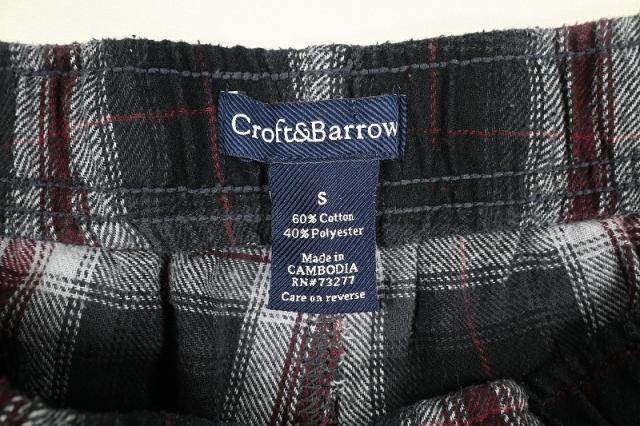 Croft&Barrow
S
60% Cotton
40% Polyester
Made in
CAMBODIA
RN#73277
Care on reverse